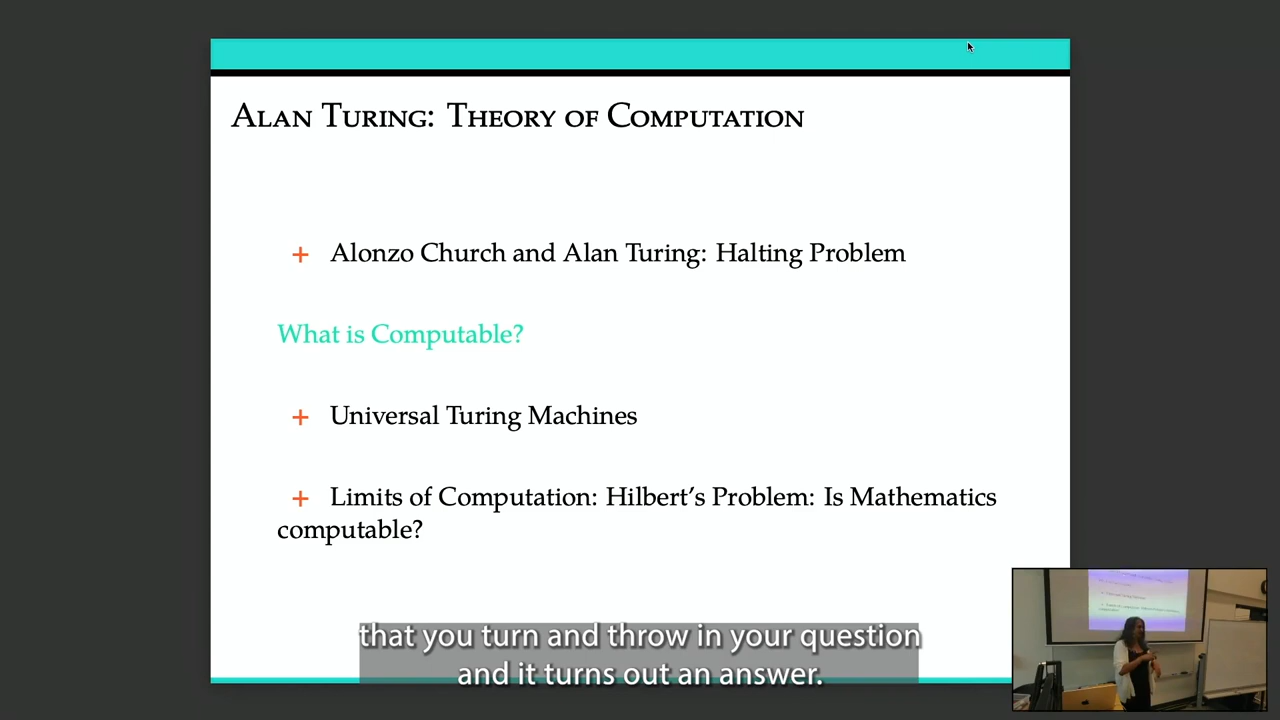 Alan Turing: Theory of Computation
+ Alonzo Church and Alan Turing: Halting Problem
What is Computable?
+ Universal Turing Machines
+ Limits of Computation: Hilbert's Problem: Is Mathematics
computable?
that you turn and throw in your question
and it turns out an answer.